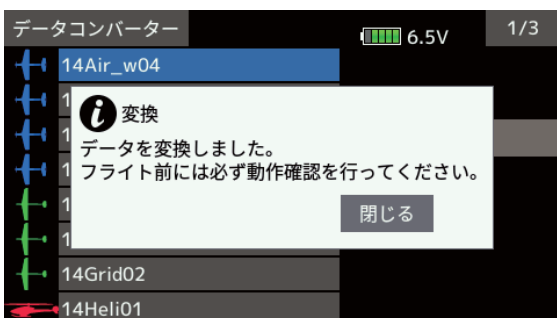 データコンバーター
6.5V
1/3
14Air_w04
変換
データを変換しました。
フライト前には必ず動作確認を行ってください。
閉じる
14Grid02
14Heli01